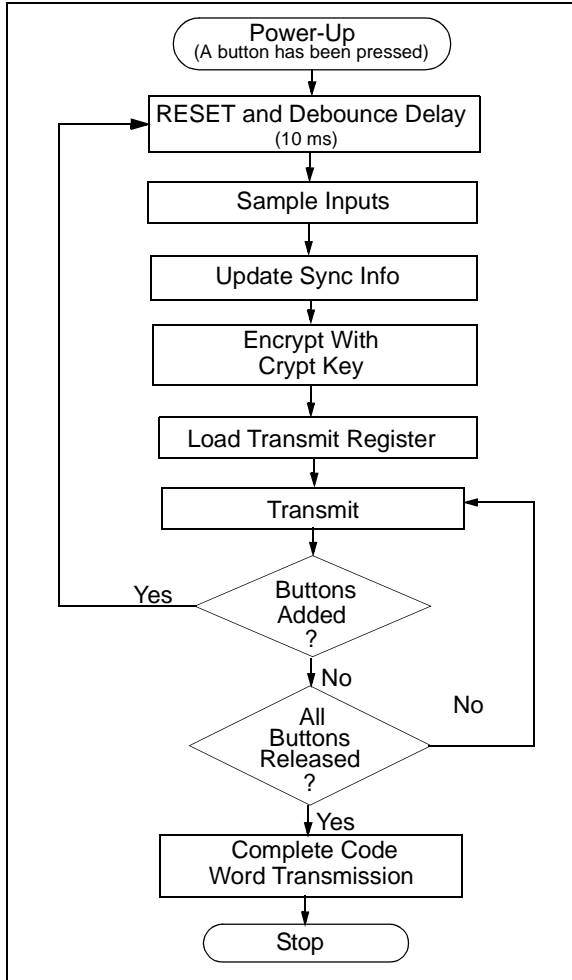 Power-Up
(A button has been pressed)
RESET and Debounce Delay
(10 ms)
Sample Inputs
Update Sync Info
Encrypt With
Crypt Key
Load Transmit Register
Transmit
Yes
Buttons
Added
?
No
All
Buttons
Released
?
No
Yes
Complete Code
Word Transmission
Stop